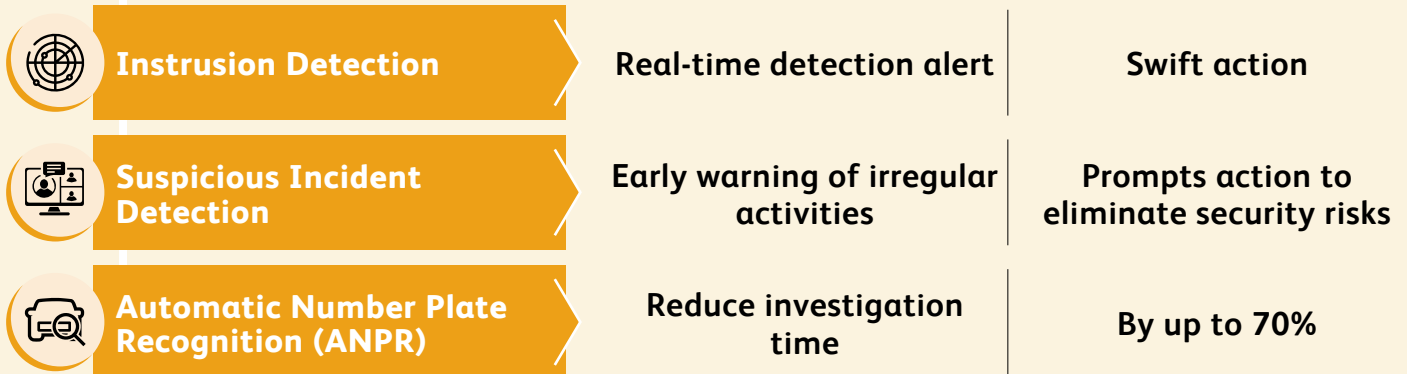 Instrusion Detection
Real-time detection alert
Swift action
Suspicious Incident
Detection
Early warning of irregular
activities
Prompts action to
eliminate security risks
Automatic Number Plate
Recognition (ANPR)
Reduce investigation
time
By up to 70%